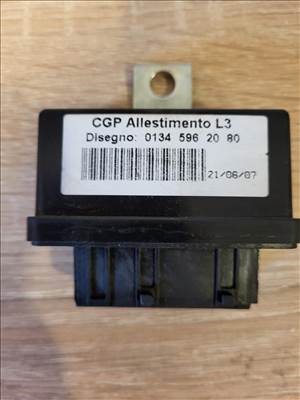 CGP Allestimento L3
Disegno: 0134 596 20 80
21/06/07